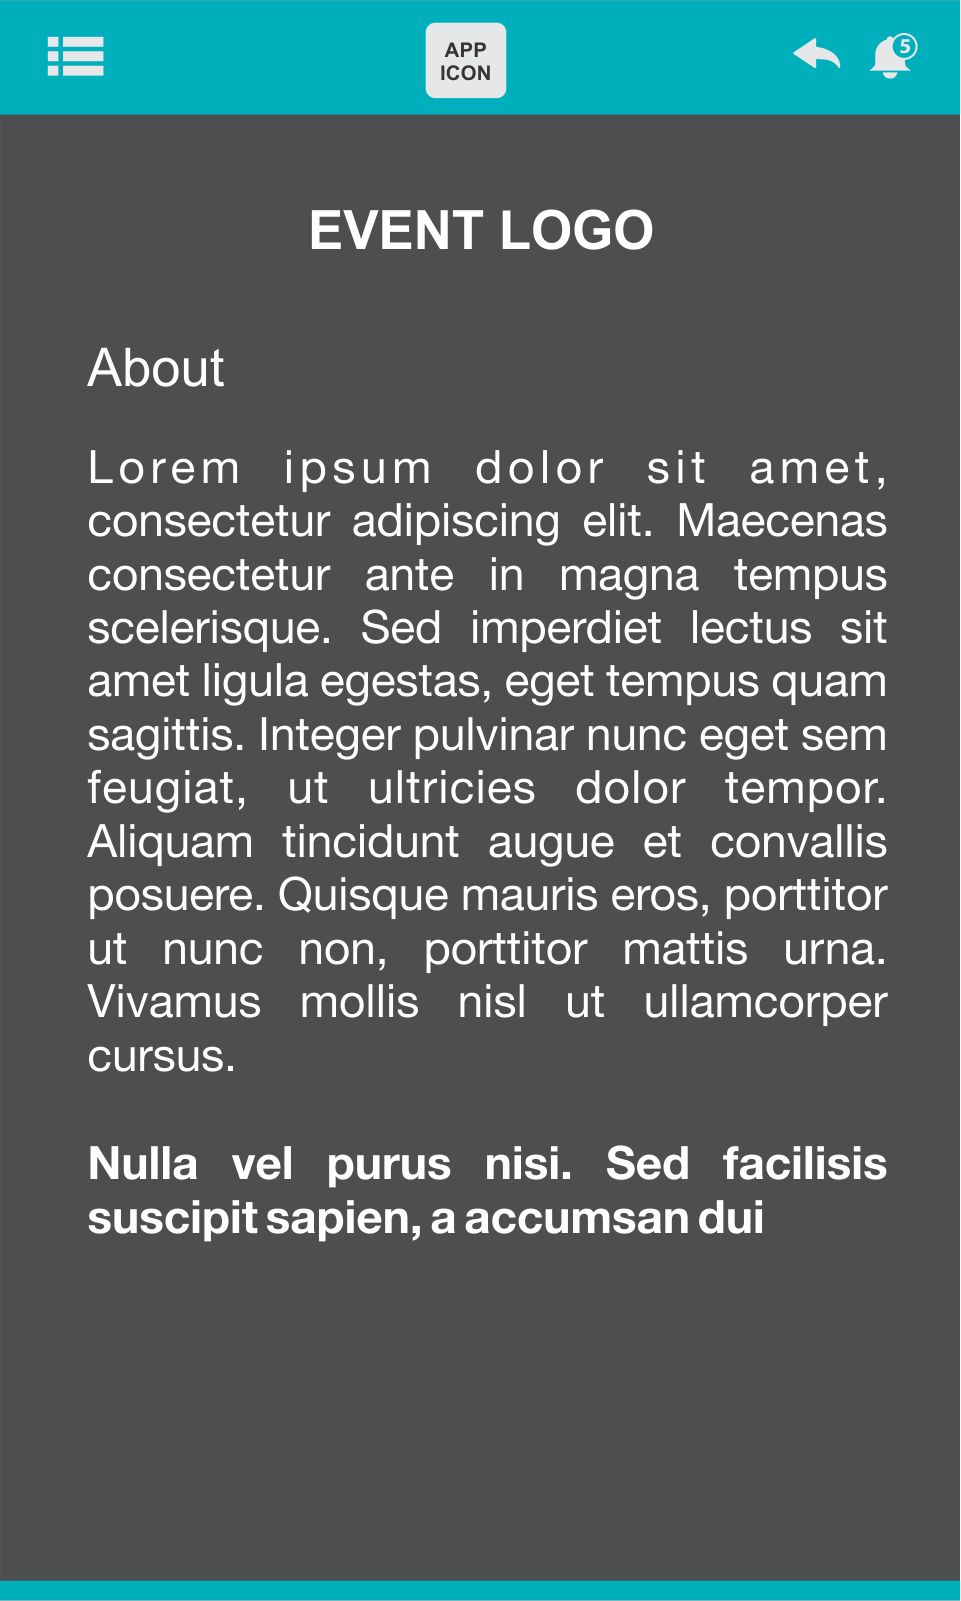 APP
ICON
5
EVENT LOGO
About
Lorem ipsum dolor sit amet,
consectetur adipiscing elit. Maecenas
consectetur ante in magna tempus
scelerisque. Sed imperdiet lectus sit
amet ligula egestas, eget tempus quam
sagittis. Integer pulvinar nunc eget sem
feugiat, ut ultricies dolor tempor.
Aliquam tincidunt augue et convallis
posuere. Quisque mauris eros, porttitor
ut nunc non, porttitor mattis urna.
Vivamus mollis nisl ut ullamcorper
cursus.
Nulla vel purus nisi. Sed facilisis
suscipit sapien, a accumsan dui